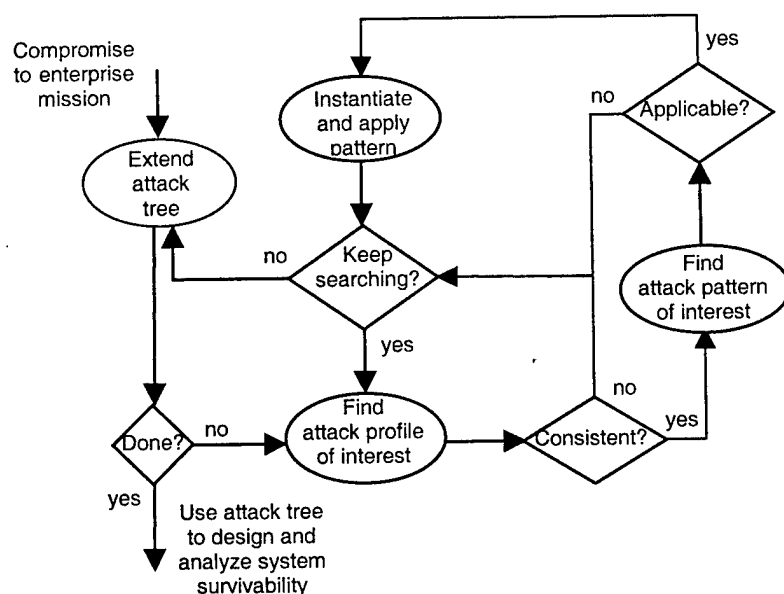 Compromise
to enterprise
mission
Extend
attack
tree
Instantiate
and apply
pattern
yes
no
Applicable?
no
Keep
searching?
Find
attack pattern
of interest
yes
Done?
no
Find
attack profile
of interest
no
Consistent?
yes
yes
Use attack tree
to design and
analyze system
survivability